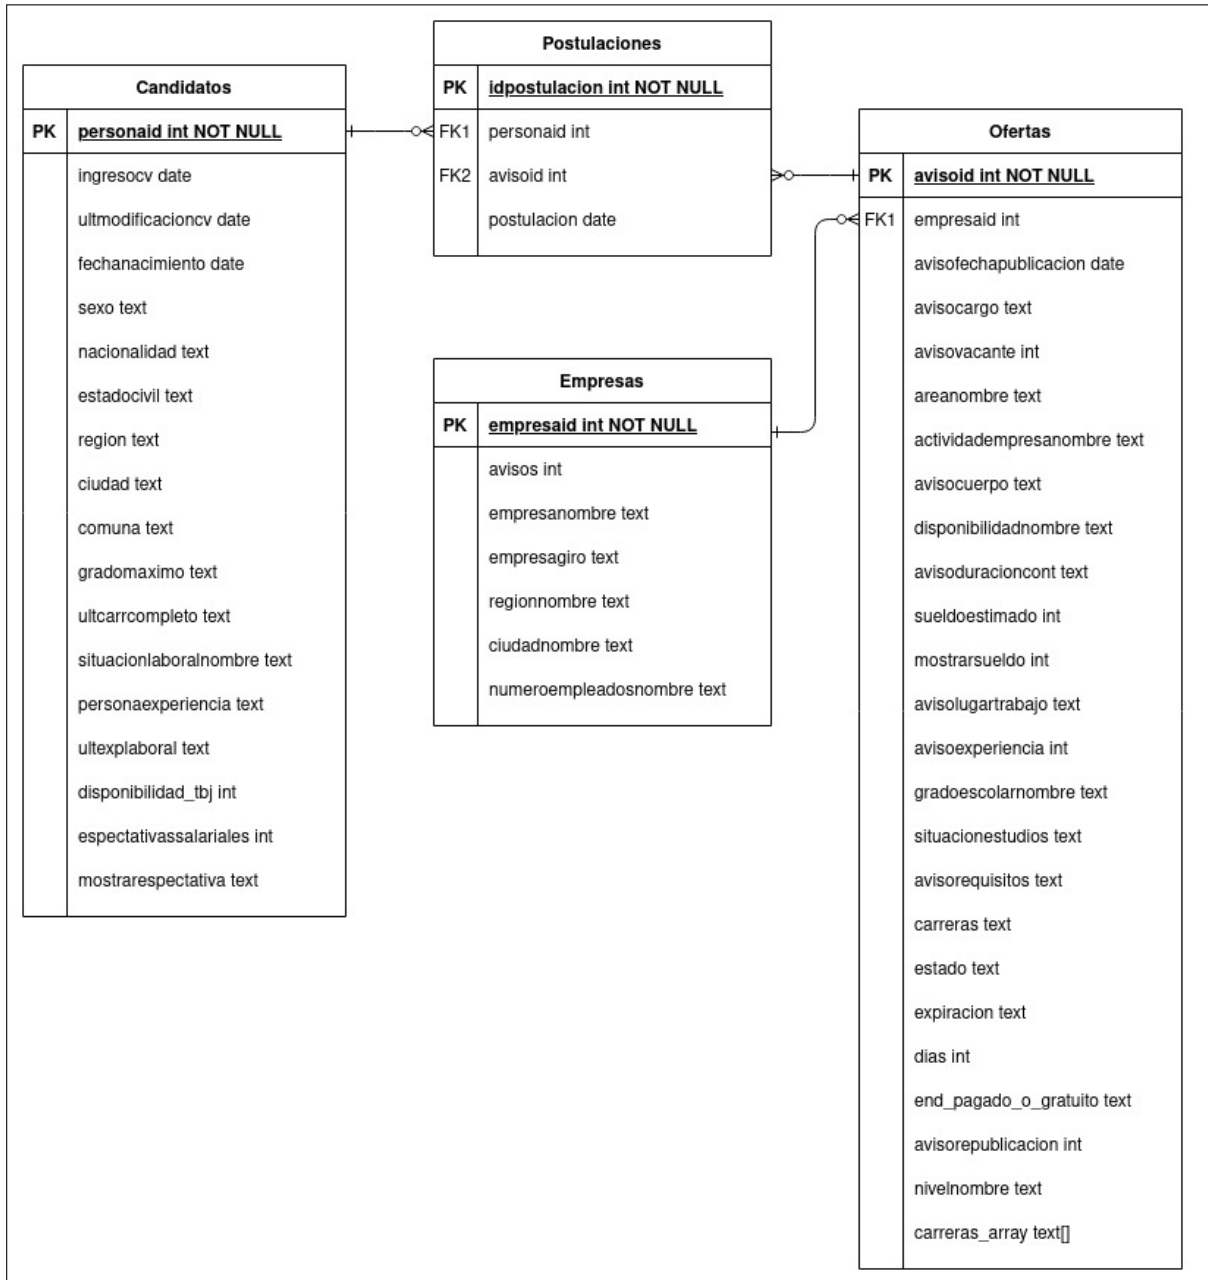 Candidatos
PK personaid int NOT NULL
ingresocv date
ultmodificacioncv date
fechanacimiento date
sexo text
nacionalidad text
estadocivil text
region text
ciudad text
comuna text
gradomaximo text
ultcarrcompleto text
situacionlaboralnombre text
personaexperiencia text
ultexplaboral text
disponibilidad_tbj int
espectativassalariales int
mostrarespectativa text
Postulaciones
PK idpostulacion int NOT NULL
FK1 personaid int
FK2 avisoid int
postulacion date
Empresas
PK empresaid int NOT NULL
avisos int
empresanombre text
empresagiro text
regionnombre text
ciudadnombre text
numeroempleadosnombre text
Ofertas
PK avisoid int NOT NULL
FK1 empresaid int
avisofechapublicacion date
avisocargo text
avisovacante int
areanombre text
actividadempresanombre text
avisocuerpo text
disponibilidadnombre text
avisoduracioncont text
sueldoestimado int
mostrarsueldo int
avisolugartrabajo text
avisoexperiencia int
gradoescolarnombre text
situacionestudios text
avisorequisitos text
carreras text
estado text
expiracion text
dias int
end_pagado_o_gratuito text
avisorepublicacion int
nivelnombre text
carreras_array text[]